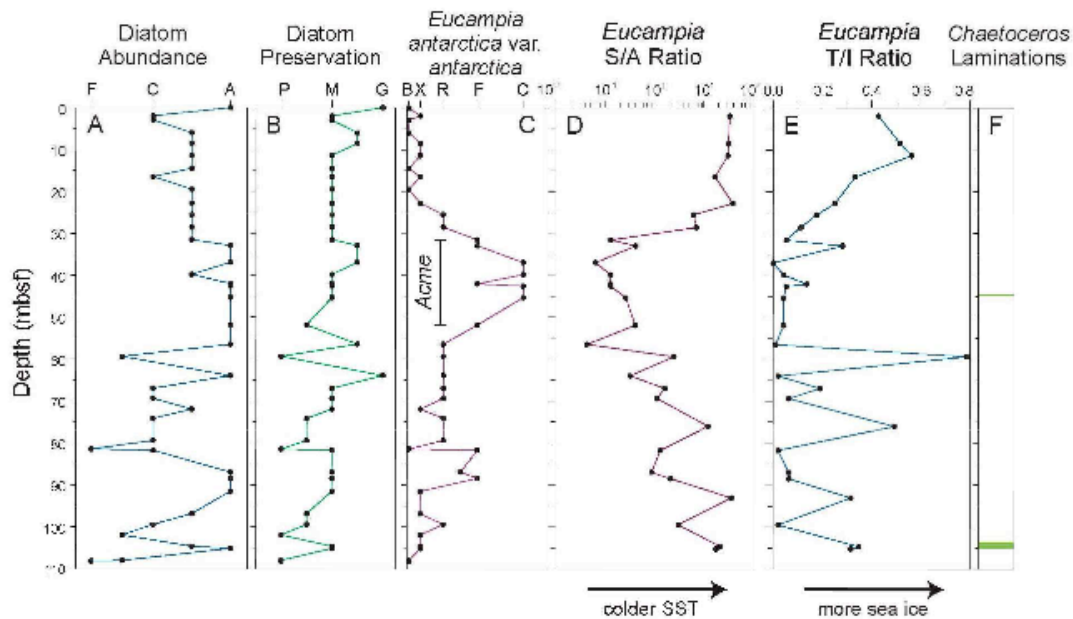 Diatom
Abundance
Diatom
Preservation
Eucampia
antarctica var.
antarctica
Eucampia
S/A Ratio
Eucampia
T/I Ratio
Chaetoceros
Laminations
F C A
P M G
B X R F C
0.0 0.2 0.4 0.6 0.8
A B C D E F
0
10
20
30
40
50
60
70
80
90
100
110
Depth (mbsf)
Acme
colder SST
more sea ice